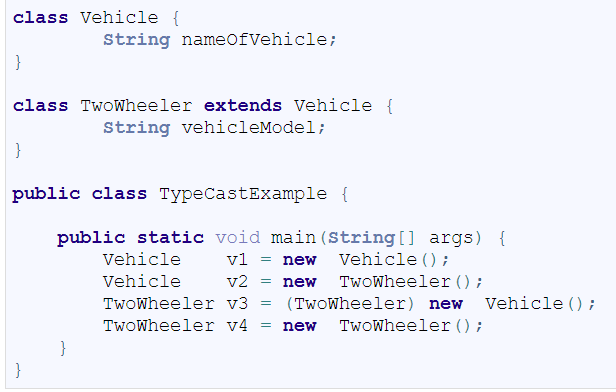 class Vehicle {
        String nameOfVehicle;
}

class TwoWheeler extends Vehicle {
        String vehicleModel;
}

public class TypeCastExample {

    public static void main(String[] args) {
        Vehicle    v1 = new  Vehicle();
        Vehicle    v2 = new  TwoWheeler();
        TwoWheeler v3 = (TwoWheeler) new  Vehicle();
        TwoWheeler v4 = new  TwoWheeler();
    }
}